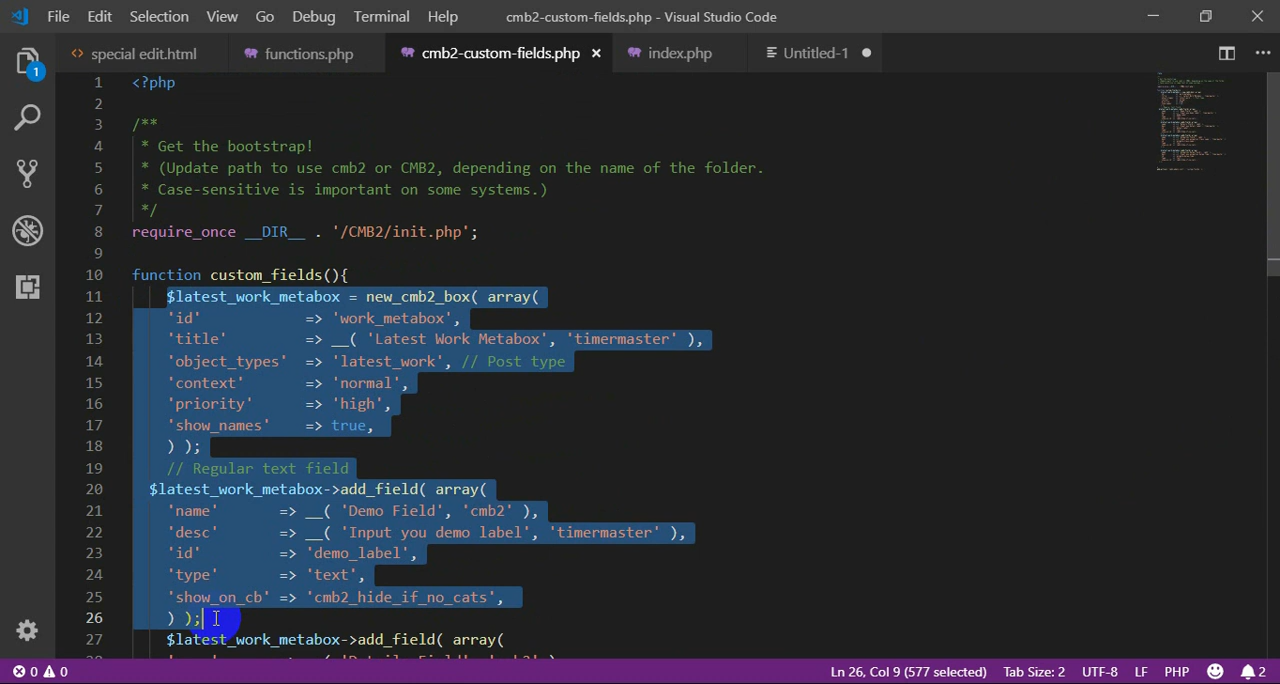 File Edit Selection View Go Debug Terminal Help cmb2-custom-fields.php - Visual Studio Code
special edit.html functions.php cmb2-custom-fields.php index.php Untitled-1
1 <?php
2
3 /**
4 * Get the bootstrap!
5 * (Update path to use cmb2 or CMB2, depending on the name of the folder.
6 * Case-sensitive is important on some systems.)
7 */
8 require_once __DIR__ . '/CMB2/init.php';
9
10 function custom_fields(){
11 $latest_work_metabox = new_cmb2_box( array(
12 'id' => 'work_metabox',
13 'title' => __( 'Latest Work Metabox', 'timermaster' ),
14 'object_types' => 'latest_work', // Post type
15 'context' => 'normal',
16 'priority' => 'high',
17 'show_names' => true,
18 ) );
19 // Regular text field
20 $latest_work_metabox->add_field( array(
21 'name' => __( 'Demo Field', 'cmb2' ),
22 'desc' => __( 'Input you demo label', 'timermaster' ),
23 'id' => 'demo_label',
24 'type' => 'text',
25 'show_on_cb' => 'cmb2_hide_if_no_cats',
26 ) );
27 $latest_work_metabox->add_field( array(
0 0 Ln 26, Col 9 (577 selected) Tab Size: 2 UTF-8 LF PHP 2
1